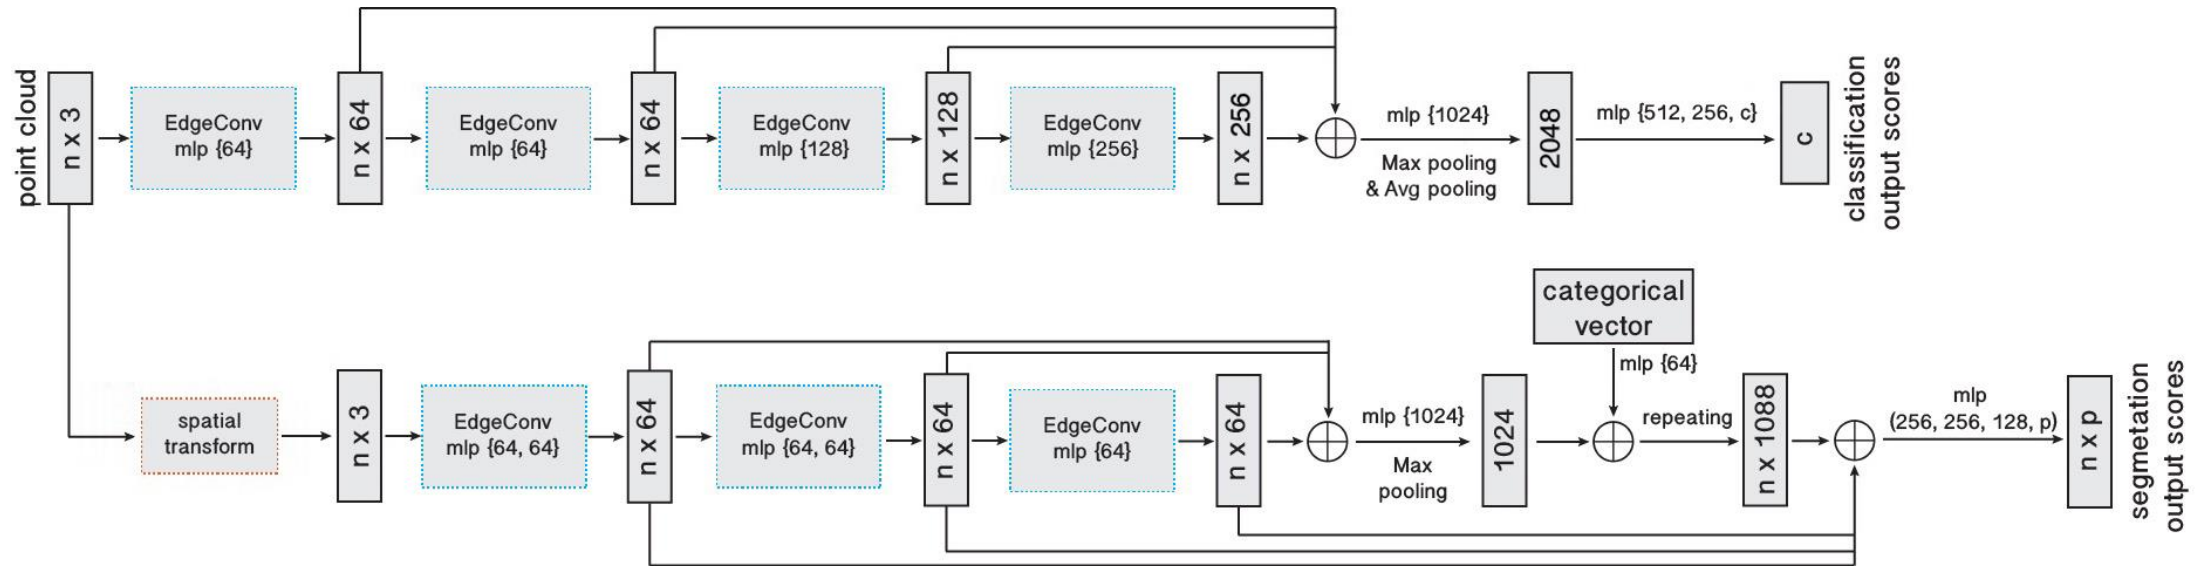 point cloud
n x 3
EdgeConv
mlp {64}
n x 64
EdgeConv
mlp {64}
n x 64
EdgeConv
mlp {128}
n x 128
EdgeConv
mlp {256}
n x 256
mlp {1024}
Max pooling
& Avg pooling
2048
mlp {512, 256, c}
c
classification
output scores
categorical
vector
mlp {64}
spatial
transform
n x 3
EdgeConv
mlp {64, 64}
n x 64
EdgeConv
mlp {64, 64}
n x 64
EdgeConv
mlp {64}
n x 64
mlp {1024}
Max
pooling
1024
repeating
n x 1088
mlp
(256, 256, 128, p)
n x p
segmetation
output scores